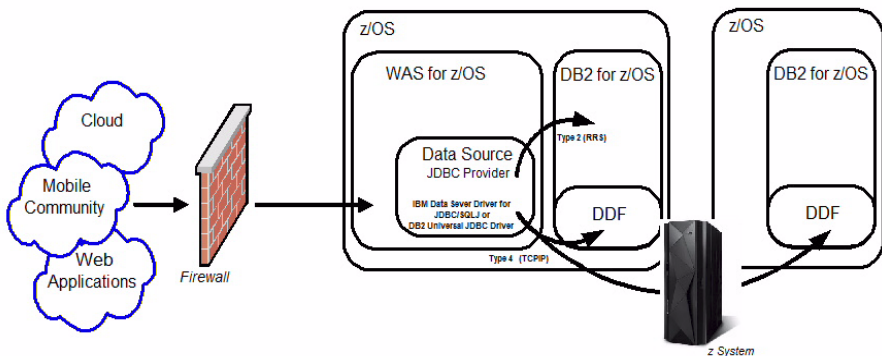 z/OS
z/OS
WAS for z/OS
DB2 for z/OS
DB2 for z/OS
Cloud
Type 2 (RRS)
Data Source
JDBC Provider
Mobile
Community
IBM Data Sever Driver for
JDBC/SQLJ or
DB2 Universal JDBC Driver
DDF
DDF
Web
Applications
Firewall
Type 4 (TCPIP)
z System